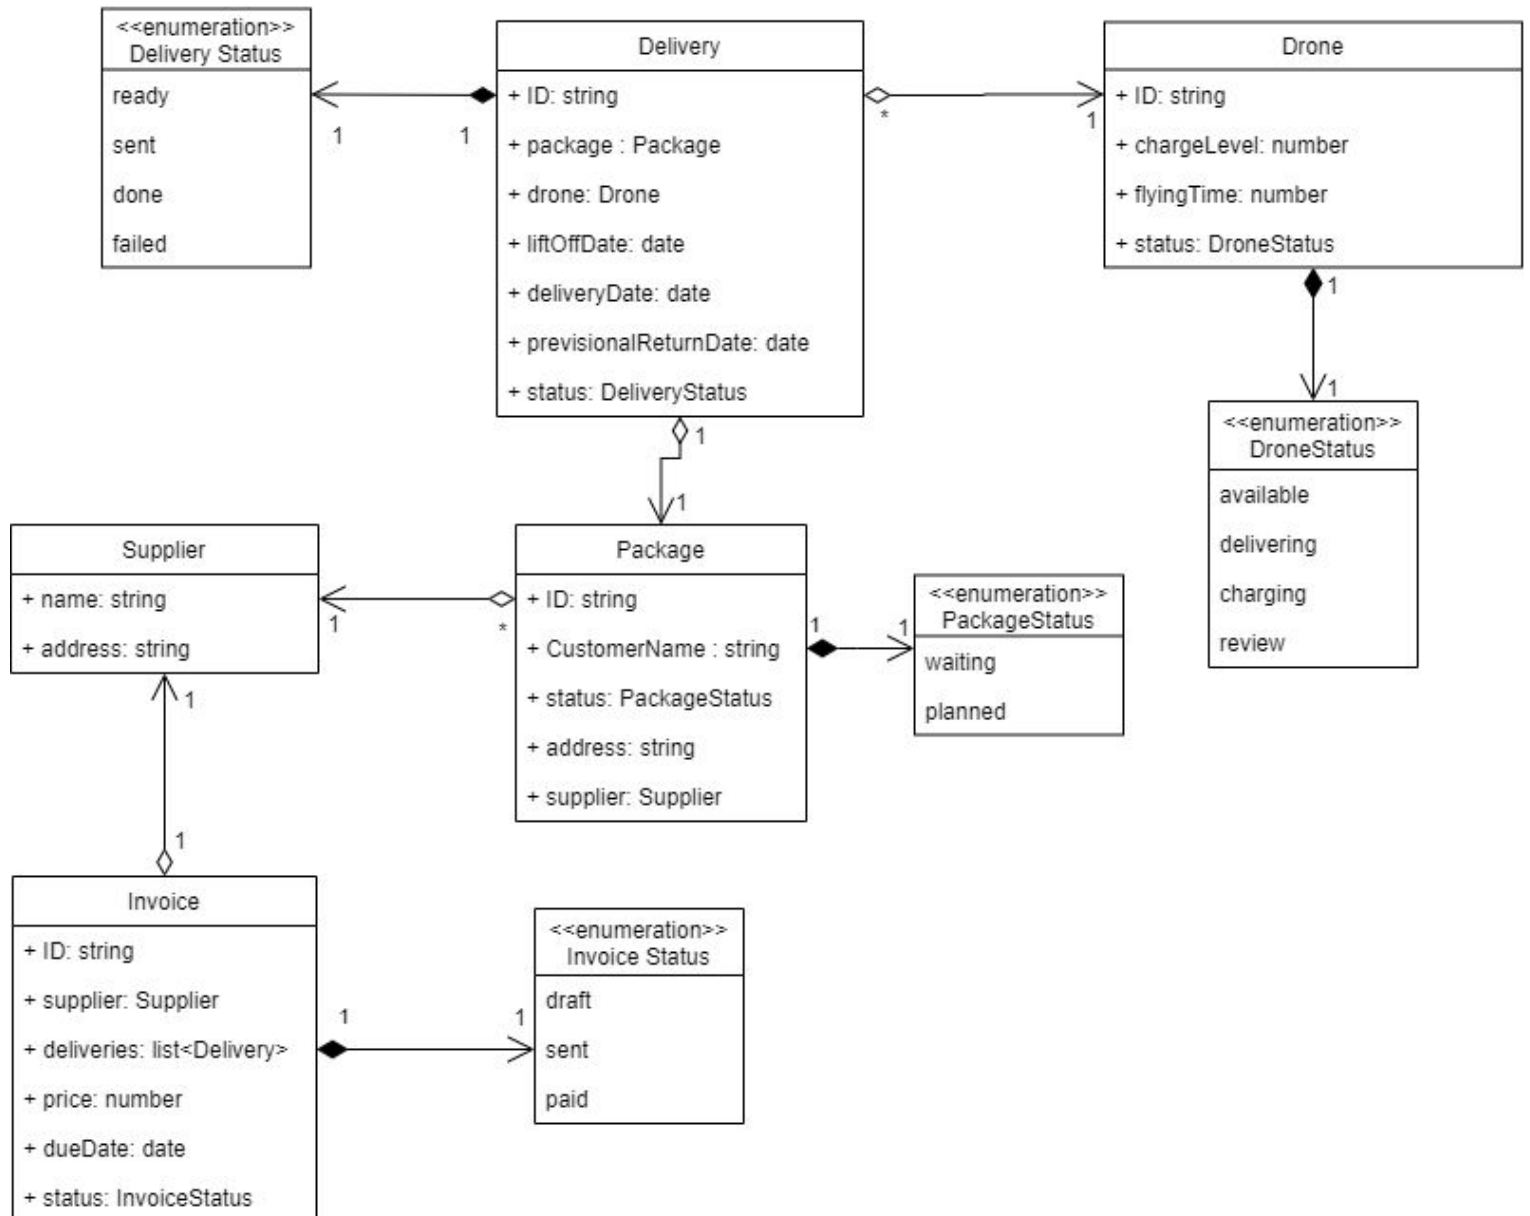 <<enumeration>>
Delivery Status
ready
sent
done
failed
1
1
Delivery
+ ID: string
+ package : Package
+ drone: Drone
+ liftOffDate: date
+ deliveryDate: date
+ previsionalReturnDate: date
+ status: DeliveryStatus
*
1
Drone
+ ID: string
+ chargeLevel: number
+ flyingTime: number
+ status: DroneStatus
1
1
<<enumeration>>
DroneStatus
available
delivering
charging
review
1
1
Supplier
+ name: string
+ address: string
1
*
Package
+ ID: string
+ CustomerName : string
+ status: PackageStatus
+ address: string
+ supplier: Supplier
1
1
<<enumeration>>
PackageStatus
waiting
planned
1
1
Invoice
+ ID: string
+ supplier: Supplier
+ deliveries: list<Delivery>
+ price: number
+ dueDate: date
+ status: InvoiceStatus
1
1
<<enumeration>>
Invoice Status
draft
sent
paid